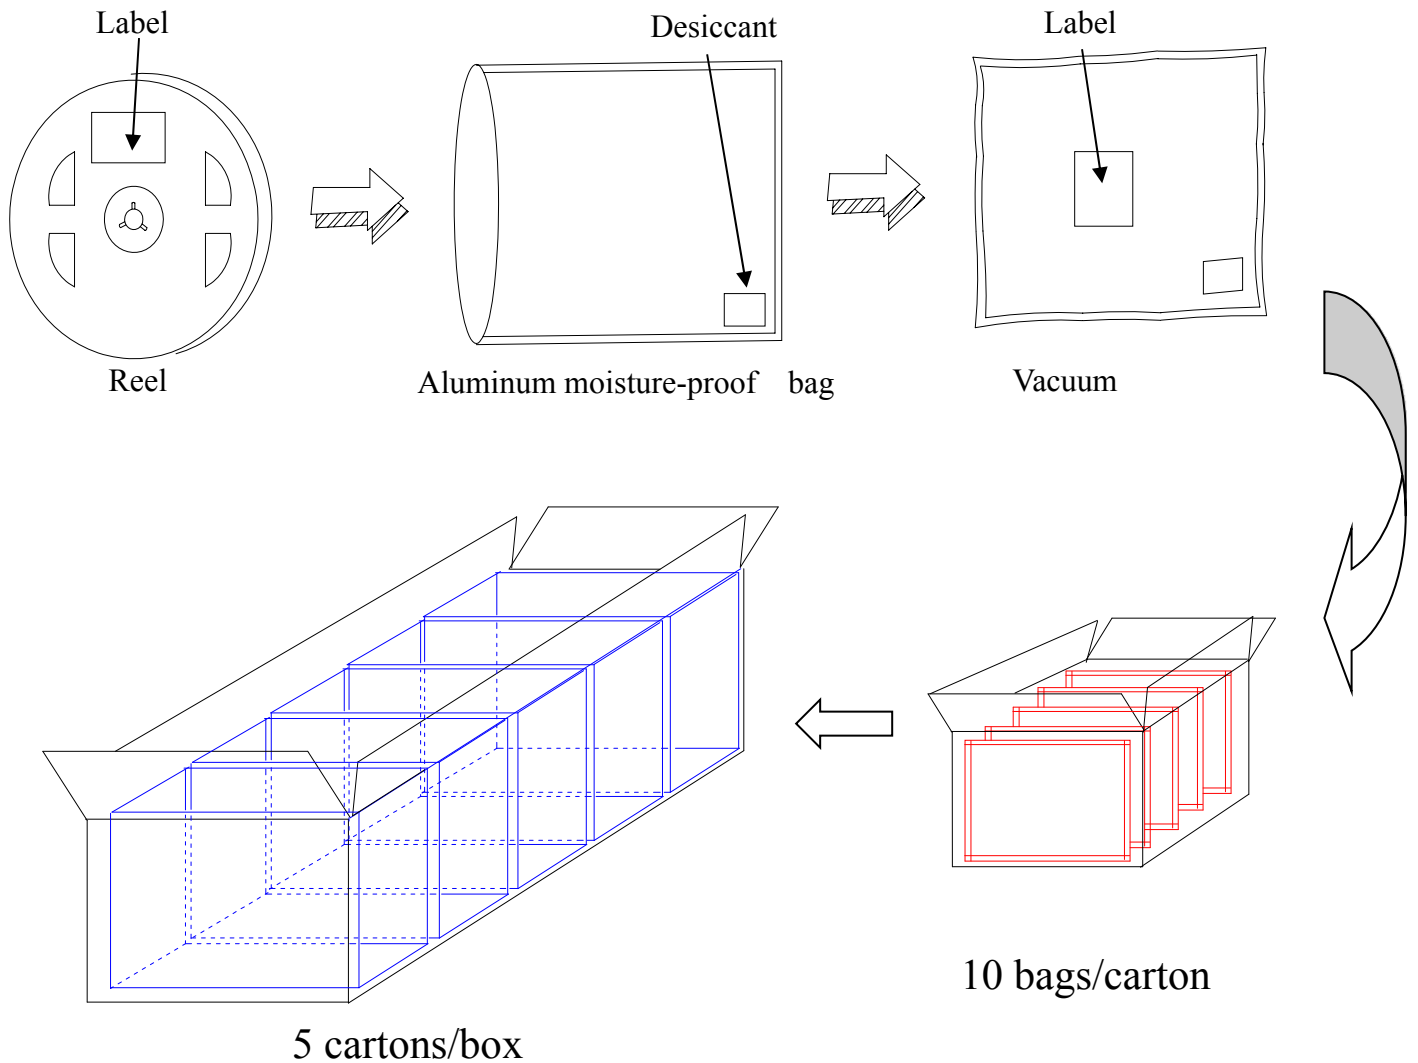 Label
Desiccant
Label
Reel
Aluminum moisture-proof bag
Vacuum
10 bags/carton
5 cartons/box